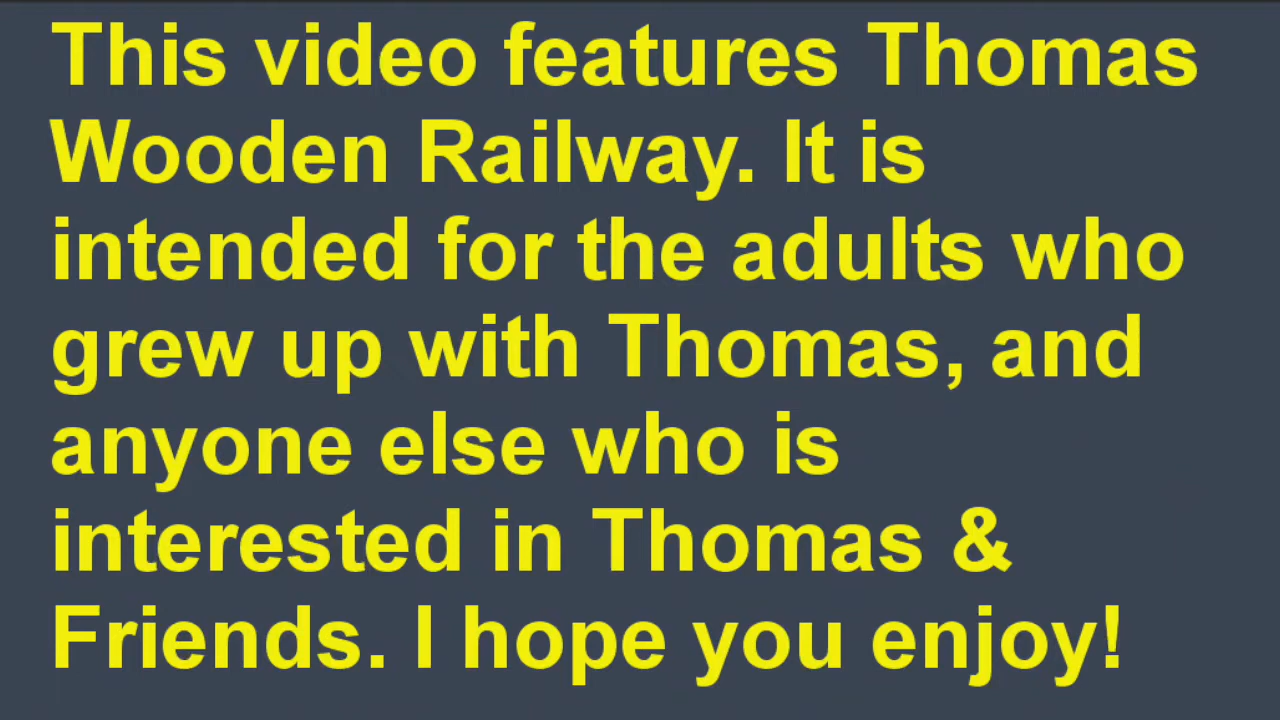 This video features Thomas
Wooden Railway. It is
intended for the adults who
grew up with Thomas, and
anyone else who is
interested in Thomas &
Friends. I hope you enjoy!